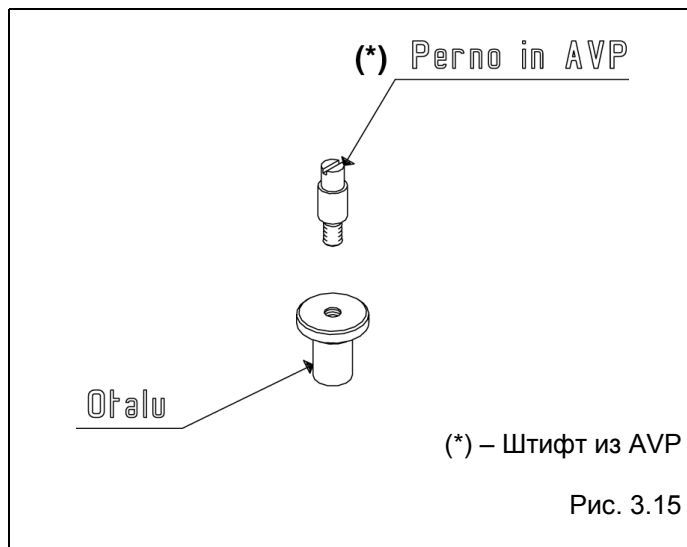 (*) Perno in AVP
Otalu
(*) – Штифт из AVP
Рис. 3.15